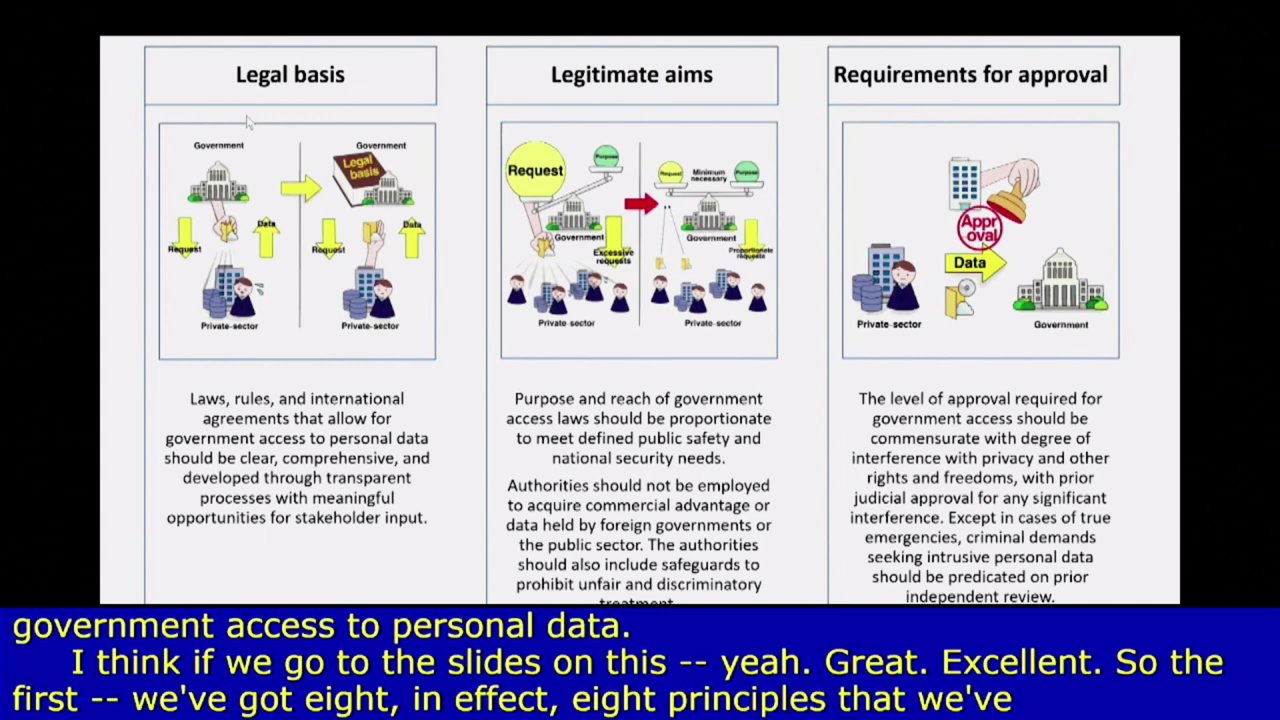 Legal basis
Government
Government
Legal
basis
Request
Data
Request
Data
Private-sector
Private-sector
Laws, rules, and international
agreements that allow for
government access to personal data
should be clear, comprehensive, and
developed through transparent
processes with meaningful
opportunities for stakeholder input.
Legitimate aims
Request
Purpose
Request
Minimum
necessary
Purpose
Government
Government
Excessive
requests
Proportionate
requests
Private-sector
Private-sector
Purpose and reach of government
access laws should be proportionate
to meet defined public safety and
national security needs.
Authorities should not be employed
to acquire commercial advantage or
data held by foreign governments or
the public sector. The authorities
should also include safeguards to
prohibit unfair and discriminatory
treatment.
Requirements for approval
Appr
oval
Data
Private-sector
Government
The level of approval required for
government access should be
commensurate with degree of
interference with privacy and other
rights and freedoms, with prior
judicial approval for any significant
interference. Except in cases of true
emergencies, criminal demands
seeking intrusive personal data
should be predicated on prior
independent review.
government access to personal data.
I think if we go to the slides on this -- yeah. Great. Excellent. So the
first -- we've got eight, in effect, eight principles that we've